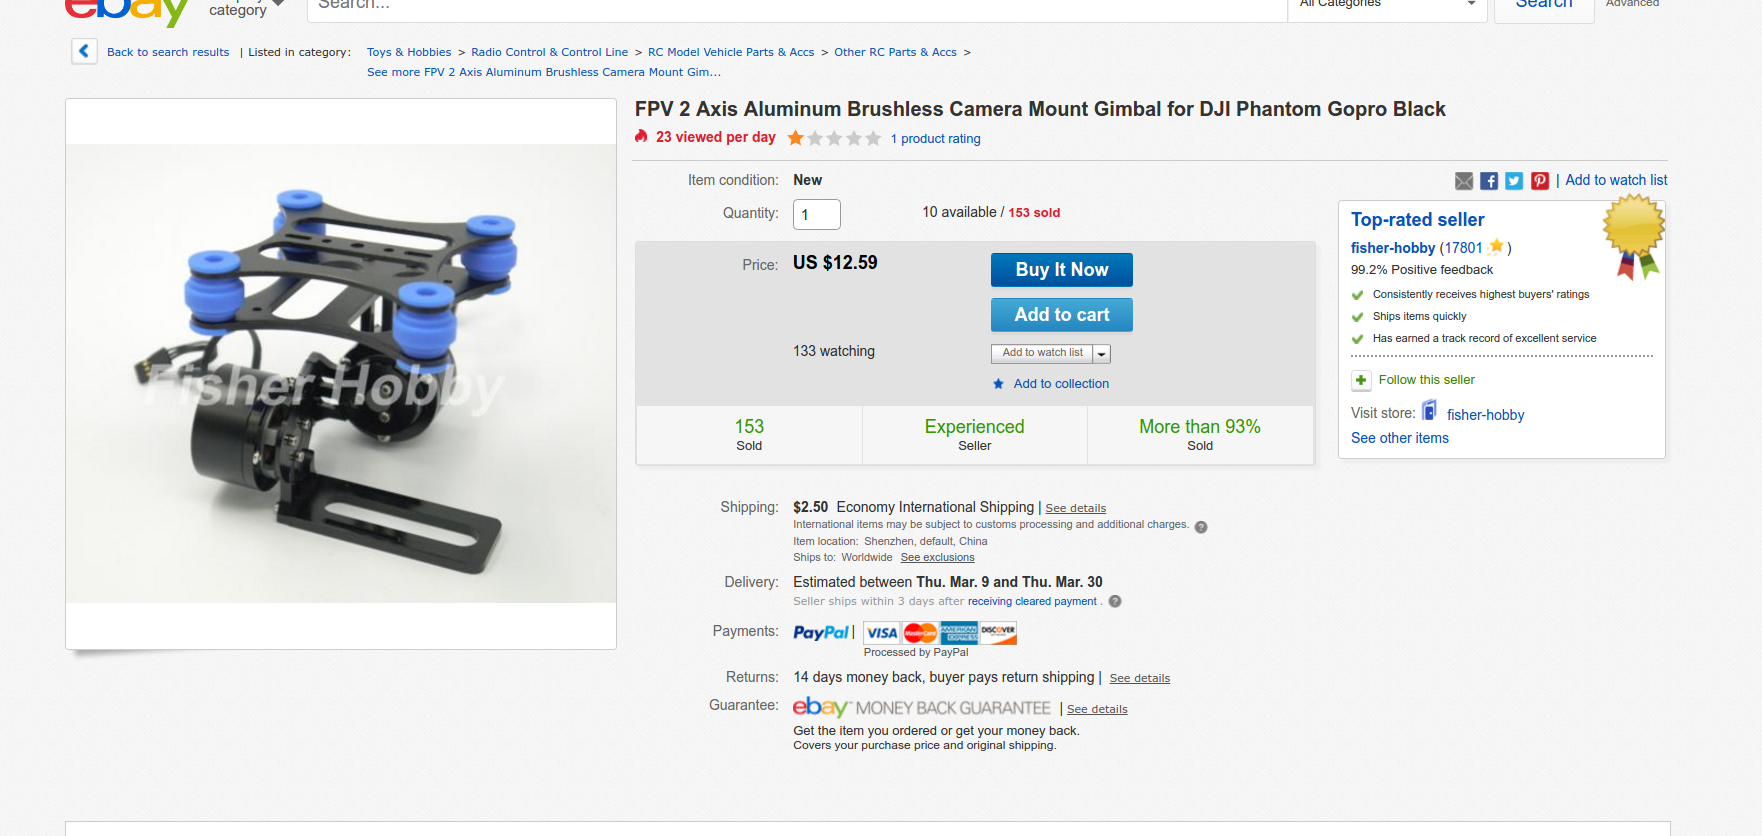 ebay
category
Search...
All Categories
Search
Advanced
Back to search results | Listed in category: Toys & Hobbies > Radio Control & Control Line > RC Model Vehicle Parts & Accs > Other RC Parts & Accs >
See more FPV 2 Axis Aluminum Brushless Camera Mount Gim...
Fisher Hobby
FPV 2 Axis Aluminum Brushless Camera Mount Gimbal for DJI Phantom Gopro Black
23 viewed per day 1 product rating
Item condition: New
Quantity: 1 10 available / 153 sold
Price: US $12.59
Buy It Now
Add to cart
133 watching
Add to watch list
Add to collection
153
Sold
Experienced
Seller
More than 93%
Sold
Shipping: $2.50 Economy International Shipping | See details
International items may be subject to customs processing and additional charges. ?
Item location: Shenzhen, default, China
Ships to: Worldwide See exclusions
Delivery: Estimated between Thu. Mar. 9 and Thu. Mar. 30
Seller ships within 3 days after receiving cleared payment . ?
Payments: PayPal | VISA MasterCard AMERICAN EXPRESS DISCOVER
Processed by PayPal
Returns: 14 days money back, buyer pays return shipping | See details
Guarantee: ebay™ MONEY BACK GUARANTEE | See details
Get the item you ordered or get your money back.
Covers your purchase price and original shipping.
| Add to watch list
Top-rated seller
fisher-hobby (17801 )
99.2% Positive feedback
Consistently receives highest buyers' ratings
Ships items quickly
Has earned a track record of excellent service
Follow this seller
Visit store: fisher-hobby
See other items